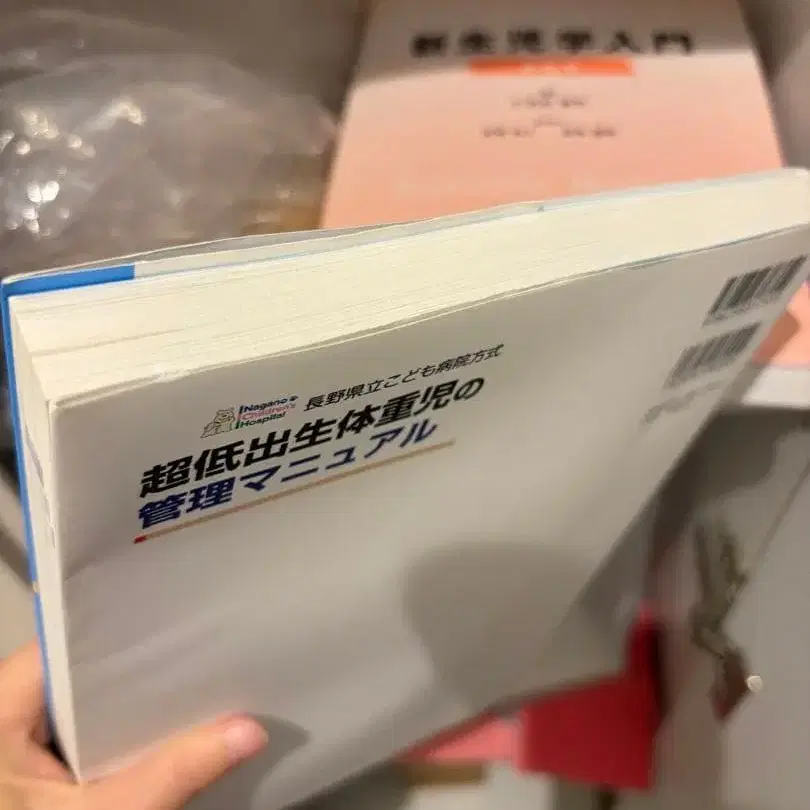 新生児学入門
Nagano
Children's
Hospital
長野県立こども病院方式
超低出生体重児の
管理マニュアル